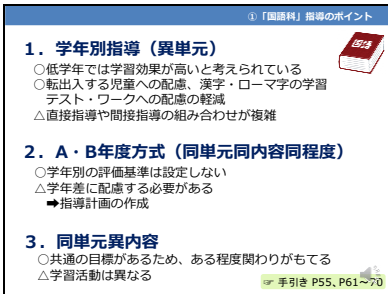 ①「国語科」指導のポイント
国語
1．学年別指導（異単元）
○低学年では学習効果が高いと考えられている
○転出入する児童への配慮、漢字・ローマ字の学習
テスト・ワークへの配慮の軽減
△直接指導や間接指導の組み合わせが複雑
2．A・B年度方式（同単元同内容同程度）
○学年別の評価基準は設定しない
△学年差に配慮する必要がある
➡指導計画の作成
3．同単元異内容
○共通の目標があるため、ある程度関わりがもてる
△学習活動は異なる
☞ 手引き P55、P61～70